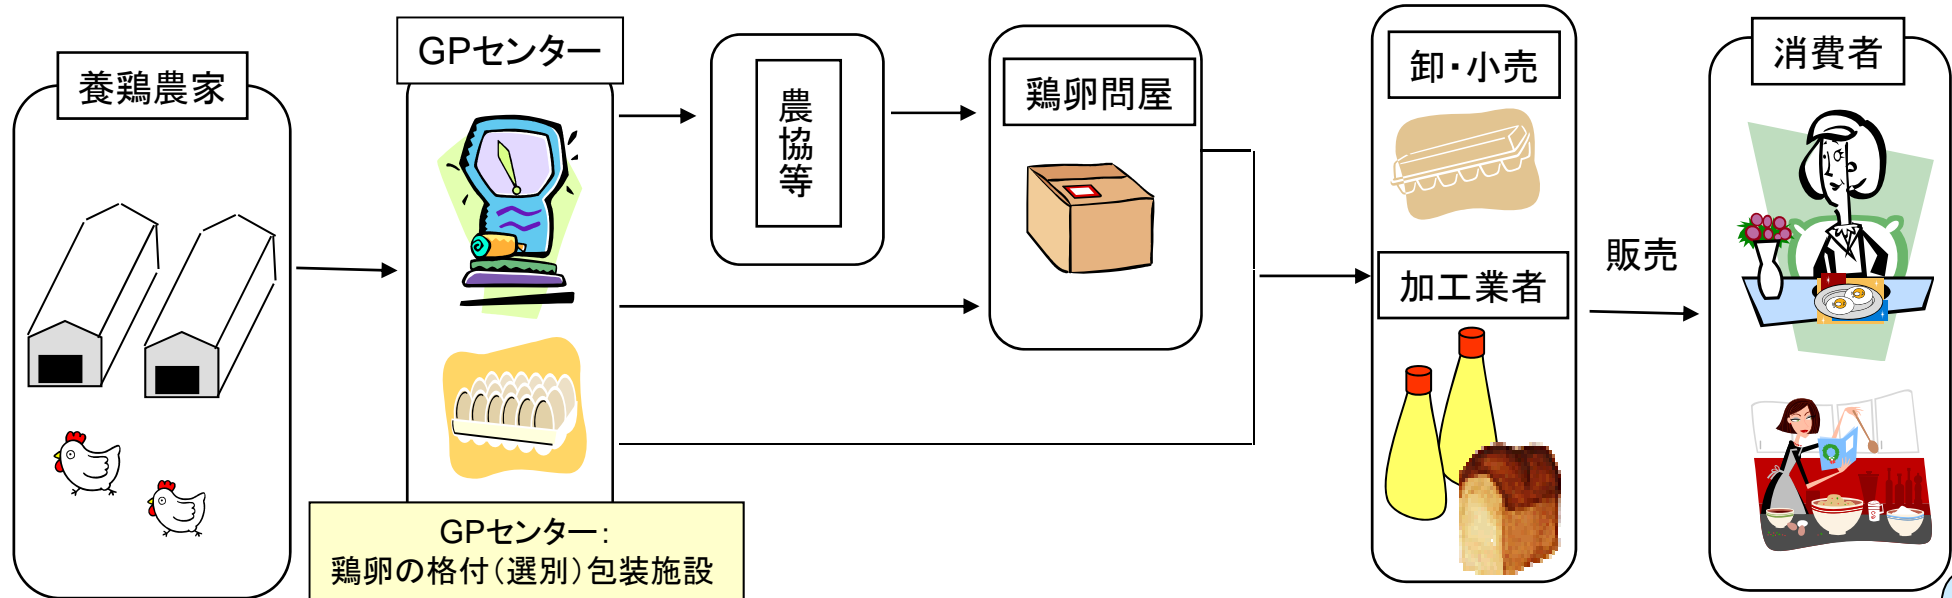 養鶏農家
GPセンター
農協等
鶏卵問屋
卸・小売
加工業者
販売
消費者
GPセンター：
鶏卵の格付（選別）包装施設